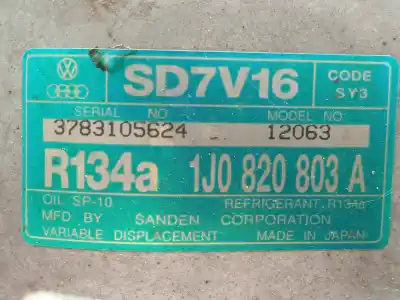 SD7V16 CODE
SY3
SERIAL NO MODEL NO
3783105624 12063
R134a 1J0 820 803 A
OIL SP-10 REFRIGERANT R134a
MFD BY SANDEN CORPORATION
VARIABLE DISPLACEMENT MADE IN JAPAN